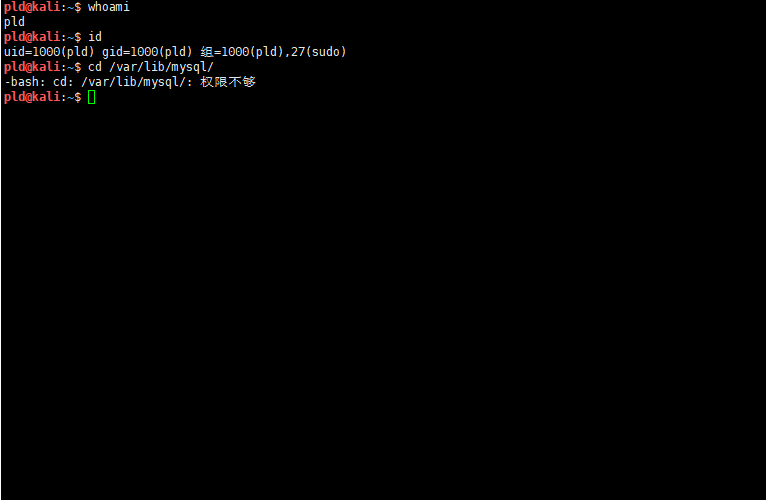 pld@kali:~$ whoami
pld
pld@kali:~$ id
uid=1000(pld) gid=1000(pld) 组=1000(pld),27(sudo)
pld@kali:~$ cd /var/lib/mysql/
-bash: cd: /var/lib/mysql/: 权限不够
pld@kali:~$